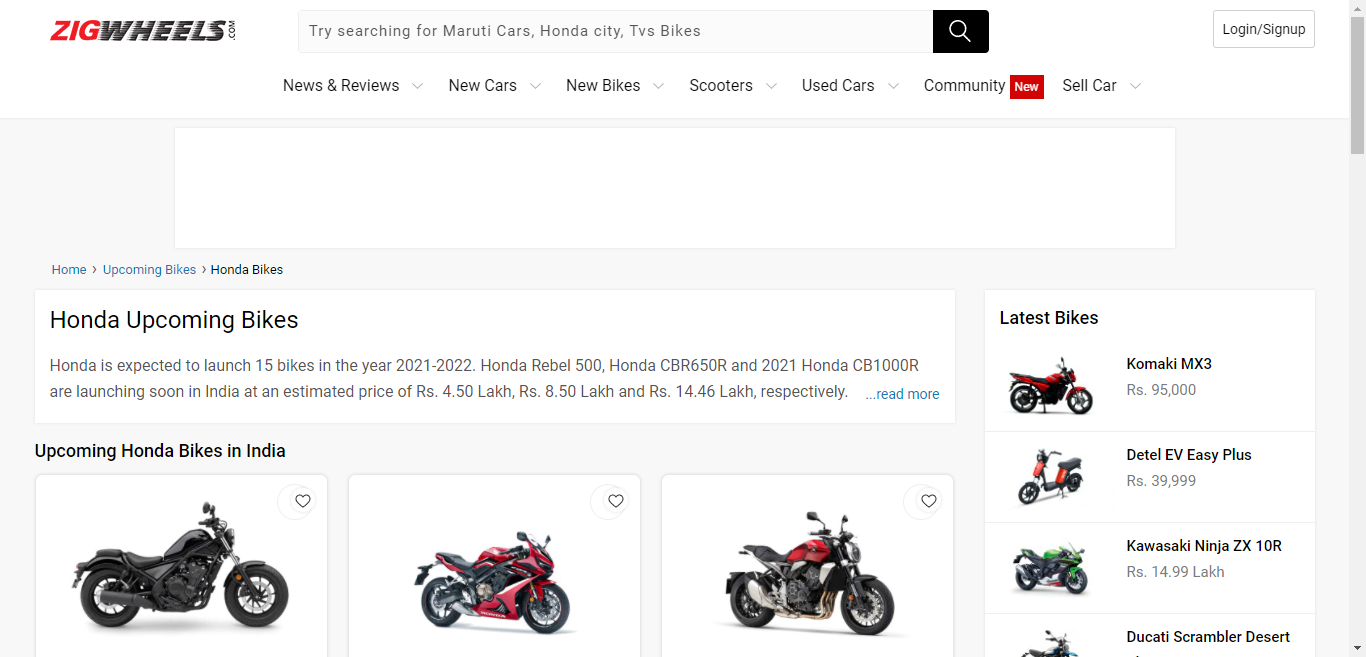 ZIGWHEELS.COM
Try searching for Maruti Cars, Honda city, Tvs Bikes
Login/Signup
News & Reviews New Cars New Bikes Scooters Used Cars Community New Sell Car
Home › Upcoming Bikes › Honda Bikes
Honda Upcoming Bikes
Honda is expected to launch 15 bikes in the year 2021-2022. Honda Rebel 500, Honda CBR650R and 2021 Honda CB1000R
are launching soon in India at an estimated price of Rs. 4.50 Lakh, Rs. 8.50 Lakh and Rs. 14.46 Lakh, respectively. ...read more
Upcoming Honda Bikes in India
Latest Bikes
Komaki MX3
Rs. 95,000
Detel EV Easy Plus
Rs. 39,999
Kawasaki Ninja ZX 10R
Rs. 14.99 Lakh
Ducati Scrambler Desert